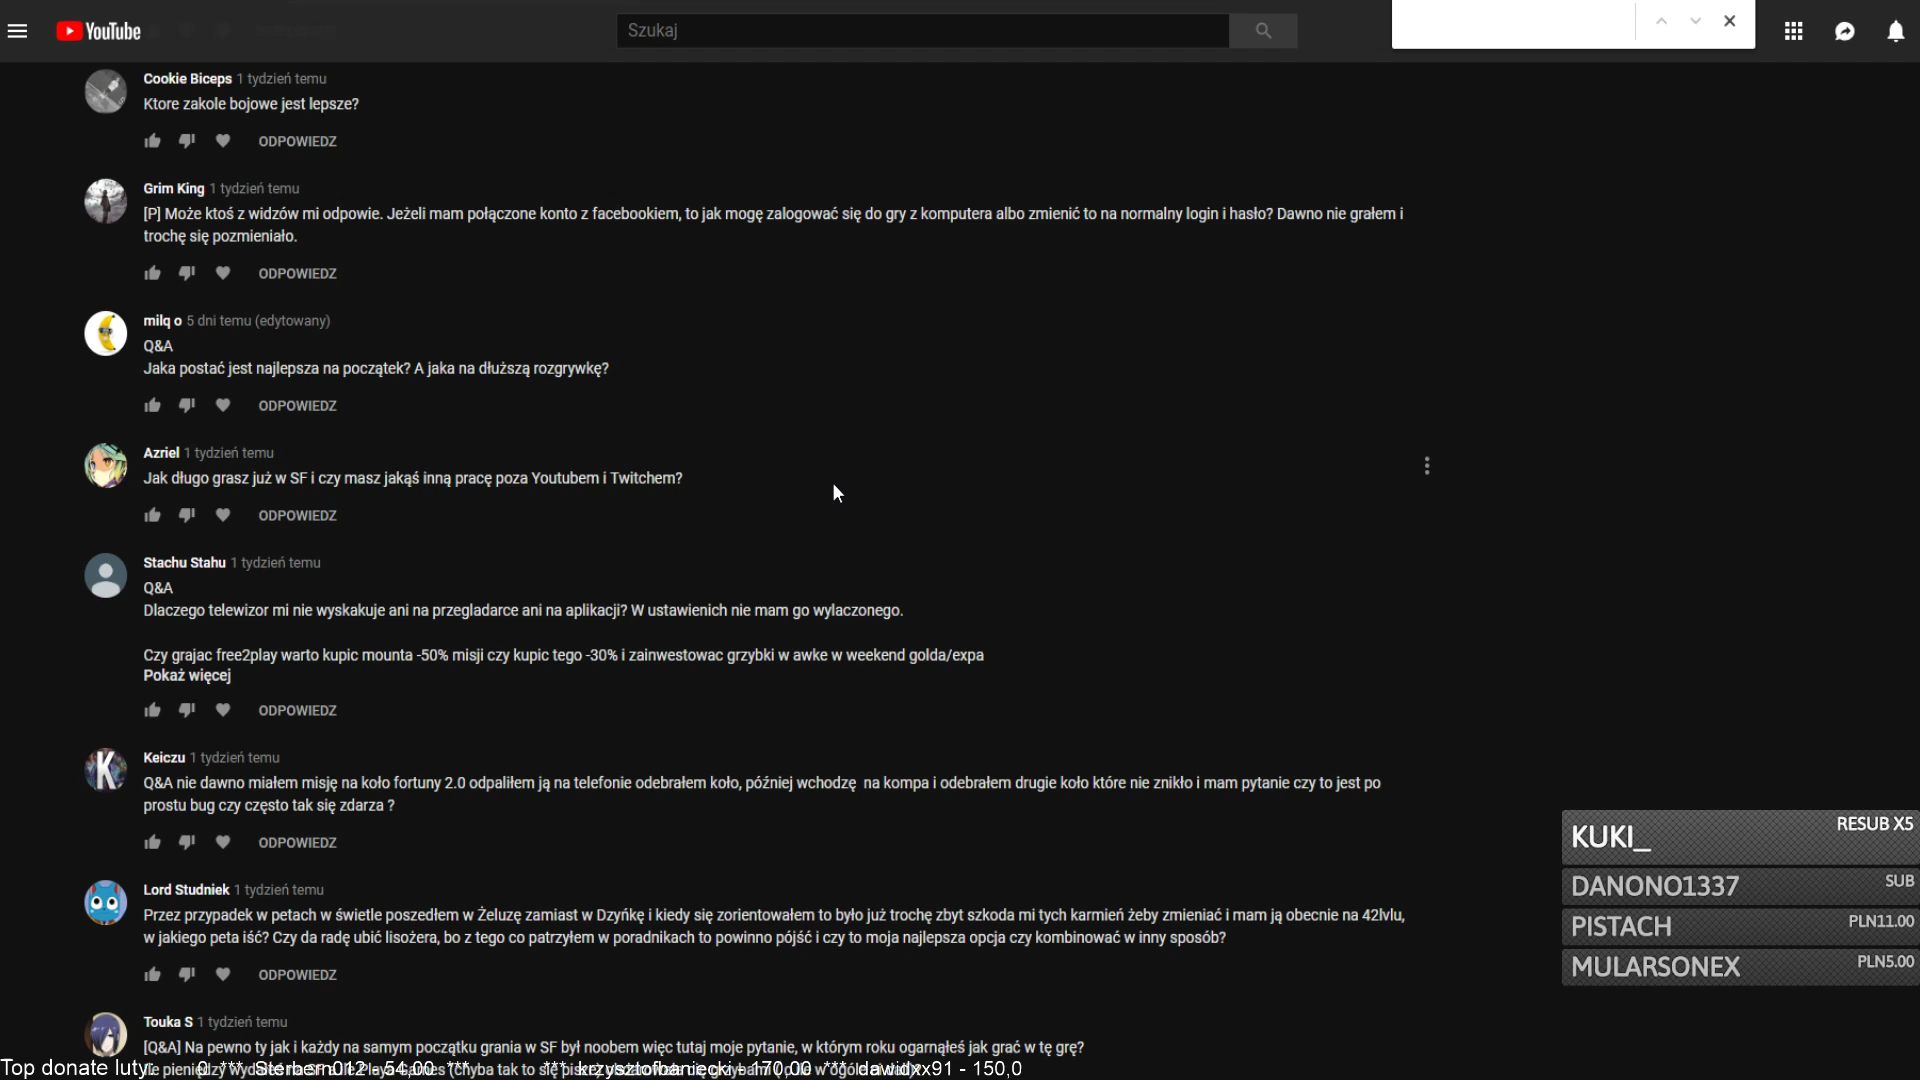 YouTube
Szukaj
Cookie Biceps 1 tydzień temu
Ktore zakole bojowe jest lepsze?
ODPOWIEDZ
Grim King 1 tydzień temu
[P] Może ktoś z widzów mi odpowie. Jeżeli mam połączone konto z facebookiem, to jak mogę zalogować się do gry z komputera albo zmienić to na normalny login i hasło? Dawno nie grałem i
trochę się pozmieniało.
ODPOWIEDZ
milq o 5 dni temu (edytowany)
Q&A
Jaka postać jest najlepsza na początek? A jaka na dłuższą rozgrywkę?
ODPOWIEDZ
Azriel 1 tydzień temu
Jak długo grasz już w SF i czy masz jakąś inną pracę poza Youtubem i Twitchem?
ODPOWIEDZ
Stachu Stahu 1 tydzień temu
Q&A
Dlaczego telewizor mi nie wyskakuje ani na przegladarce ani na aplikacji? W ustawienich nie mam go wylaczonego.
Czy grajac free2play warto kupic mounta -50% misji czy kupic tego -30% i zainwestowac grzybki w awke w weekend golda/expa
Pokaż więcej
ODPOWIEDZ
Keiczu 1 tydzień temu
Q&A nie dawno miałem misję na koło fortuny 2.0 odpaliłem ją na telefonie odebrałem koło, później wchodzę na kompa i odebrałem drugie koło które nie znikło i mam pytanie czy to jest po
prostu bug czy często tak się zdarza ?
ODPOWIEDZ
Lord Studniek 1 tydzień temu
Przez przypadek w petach w świetle poszedłem w Żeluzę zamiast w Dzyńkę i kiedy się zorientowałem to było już trochę zbyt szkoda mi tych karmień żeby zmieniać i mam ją obecnie na 42lvlu,
w jakiego peta iść? Czy da radę ubić lisożera, bo z tego co patrzyłem w poradnikach to powinno pójść i czy to moja najlepsza opcja czy kombinować w inny sposób?
ODPOWIEDZ
Touka S 1 tydzień temu
[Q&A] Na pewno ty jak i każdy na samym początku grania w SF był noobem więc tutaj moje pytanie, w którym roku ogarnąłeś jak grać w tę grę?
KUKI_ RESUB X5
DANONO1337 SUB
PISTACH PLN11.00
MULARSONEX PLN5.00
Top donate luty: *** - 54,00 *** *** krzysztofbaniecki - 170,00 *** dawidxx91 - 150,0